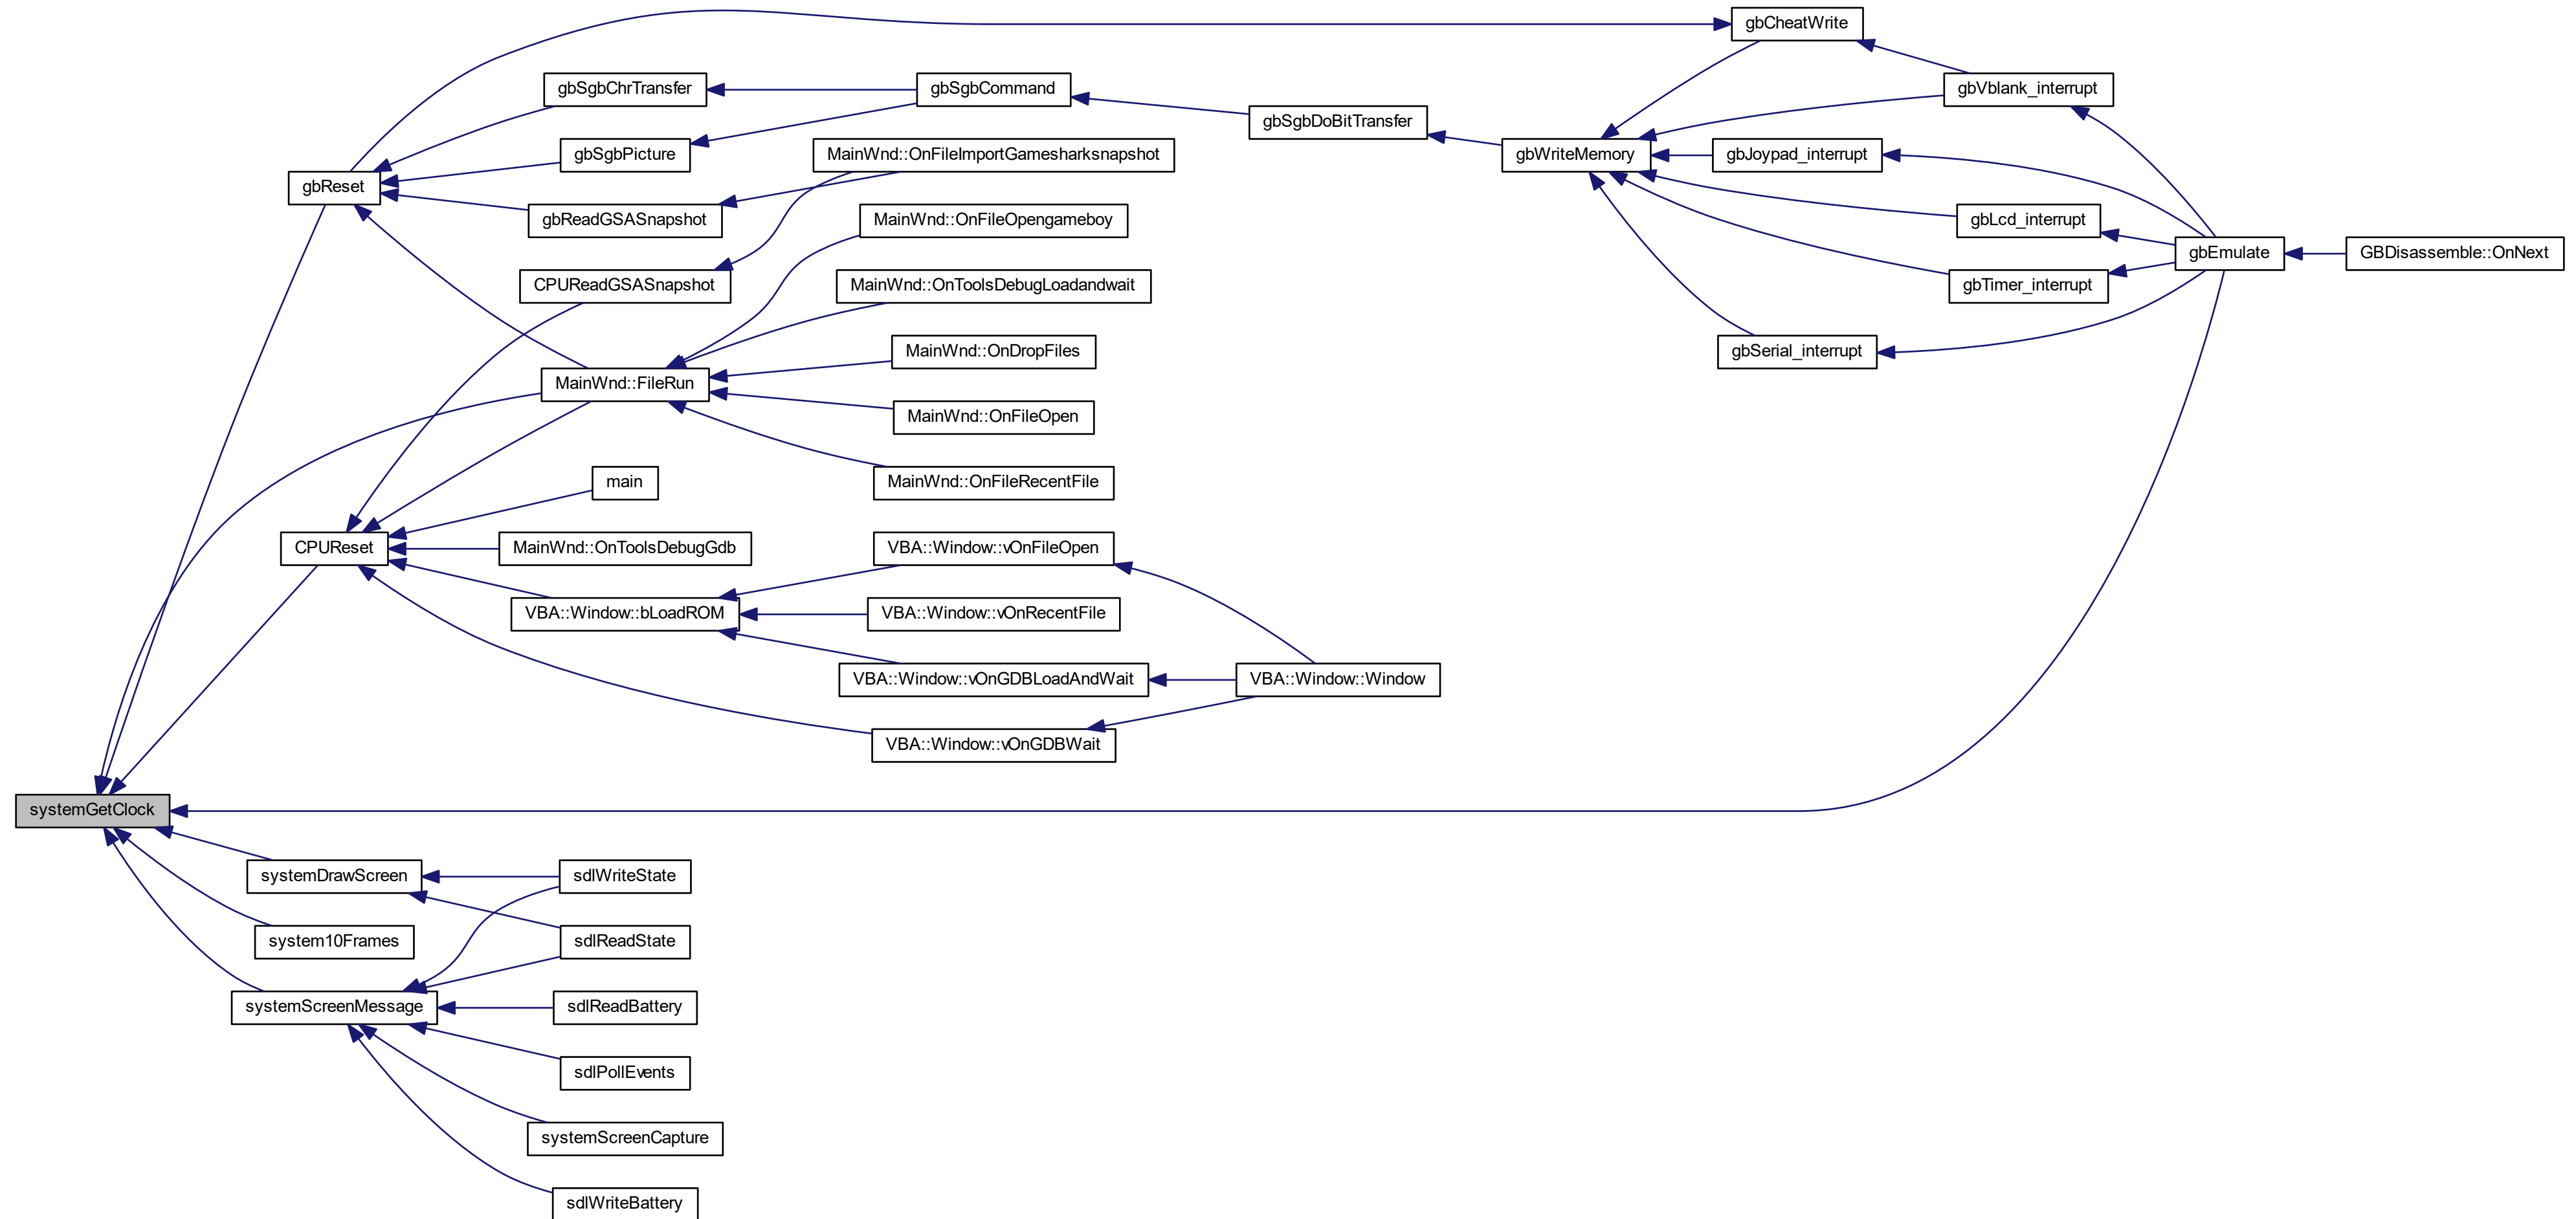 gbCheatWrite
gbSgbChrTransfer
gbSgbCommand
gbVblank_interrupt
gbSgbDoBitTransfer
gbSgbPicture
MainWnd::OnFileImportGamesharksnapshot
gbWriteMemory
gbJoypad_interrupt
gbReset
gbReadGSASnapshot
MainWnd::OnFileOpengameboy
gbLcd_interrupt
gbEmulate
GBDisassemble::OnNext
CPUReadGSASnapshot
MainWnd::OnToolsDebugLoadandwait
gbTimer_interrupt
MainWnd::OnDropFiles
gbSerial_interrupt
MainWnd::FileRun
MainWnd::OnFileOpen
main
MainWnd::OnFileRecentFile
CPUReset
MainWnd::OnToolsDebugGdb
VBA::Window::vOnFileOpen
VBA::Window::bLoadROM
VBA::Window::vOnRecentFile
VBA::Window::vOnGDBLoadAndWait
VBA::Window::Window
VBA::Window::vOnGDBWait
systemGetClock
systemDrawScreen
sdlWriteState
system10Frames
sdlReadState
systemScreenMessage
sdlReadBattery
sdlPollEvents
systemScreenCapture
sdlWriteBattery